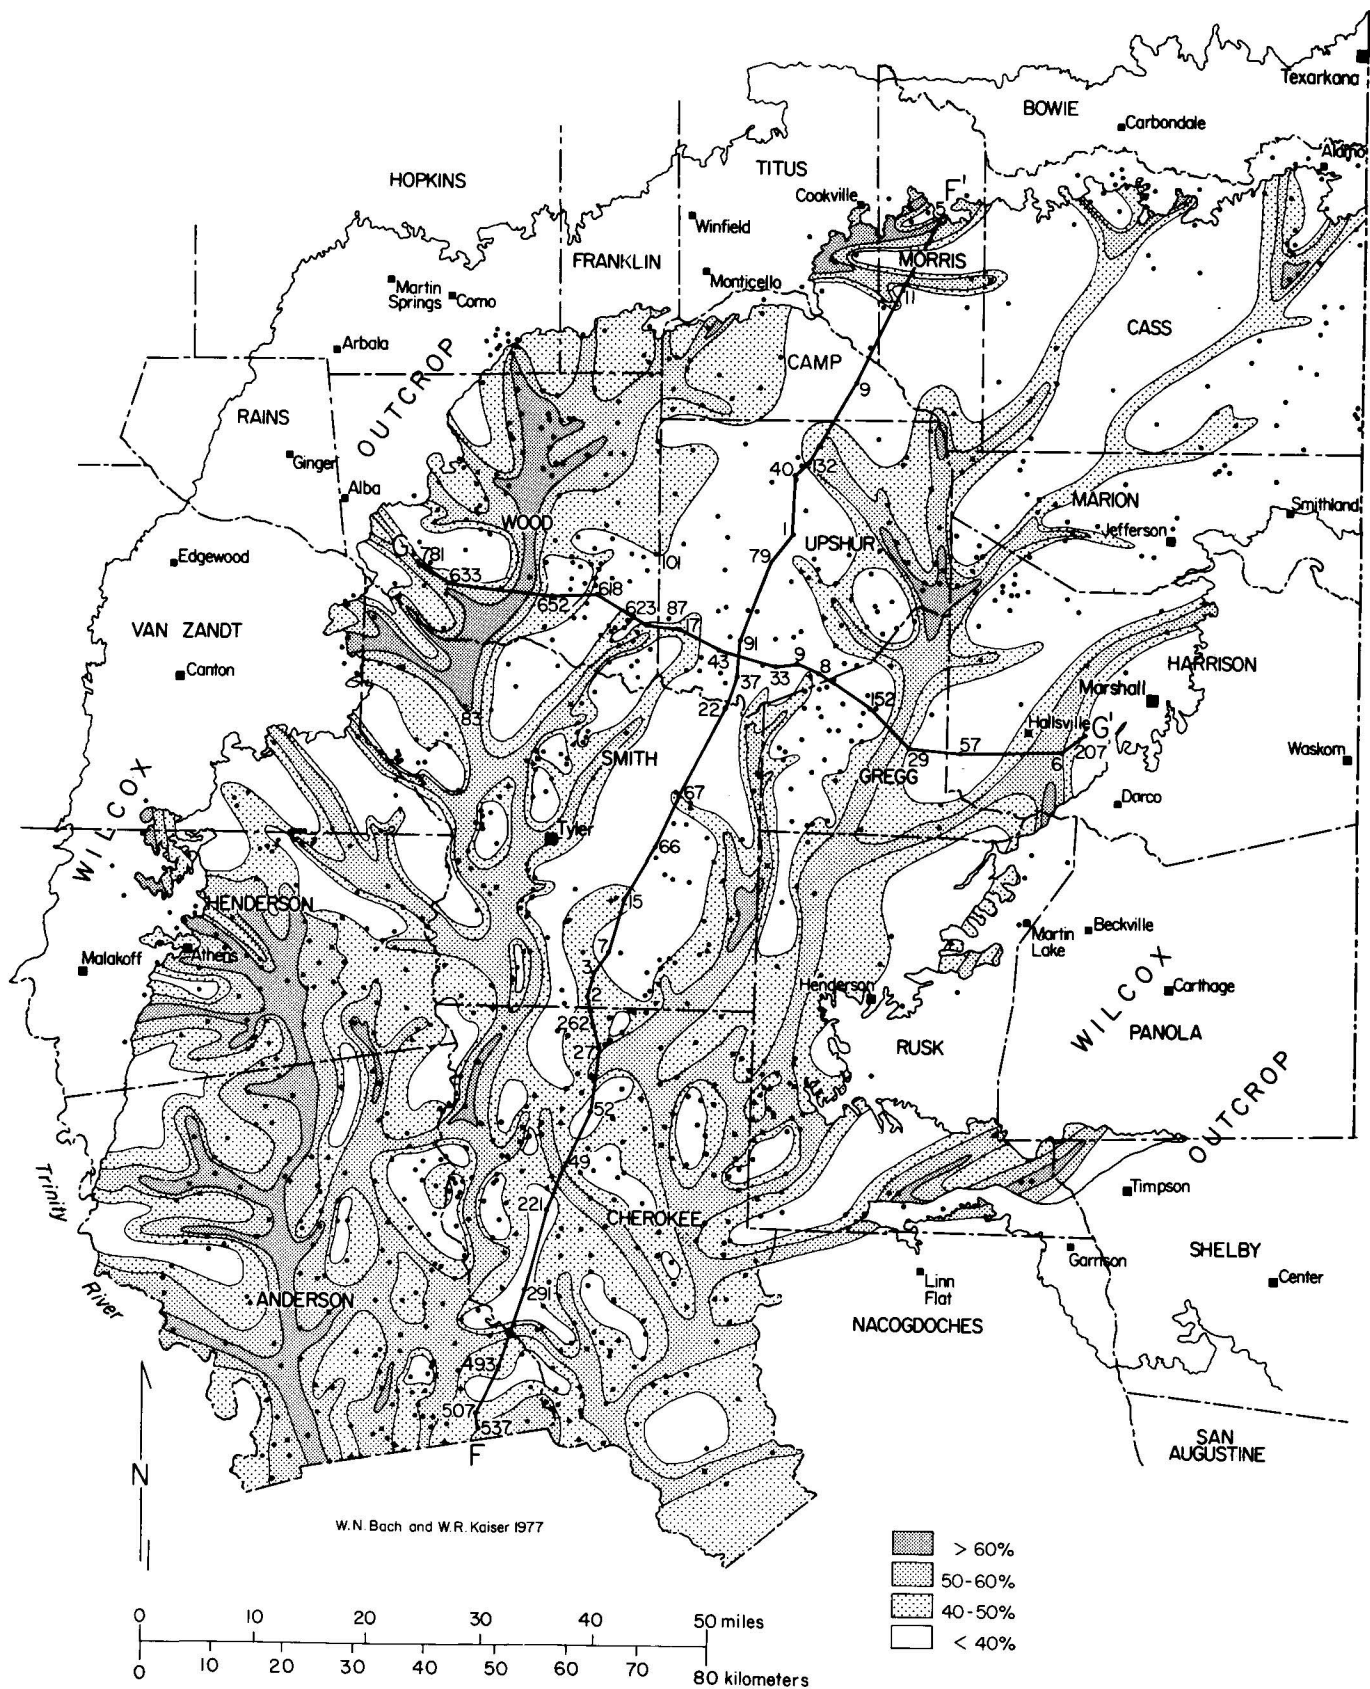 Texarkana
BOWIE
Carbondale
Alamo
TITUS
HOPKINS
Cookville
F'
5
Winfield
FRANKLIN
MORRIS
Monticello
Martin
Springs
Como
11
CASS
Arbala
CAMP
OUTCROP
9
RAINS
Ginger
40
132
Alba
MARION
Smithland
WOOD
Jefferson
1
UPSHUR
G
781
Edgewood
79
101
633
618
652
623
87
17
VAN ZANDT
91
43
9
HARRISON
33
8
Canton
37
Marshall
152
83
22
Hallsville
G'
SMITH
29
57
6
207
Waskom
GREGG
WILCOX
67
Darco
Tyler
66
HENDERSON
15
Martin
Lake
Beckville
Malakoff
Athens
7
3
Henderson
Carthage
2
WILCOX
PANOLA
262
27
RUSK
52
OUTCROP
49
Trinity
River
Timpson
221
CHEROKEE
SHELBY
Garrison
Center
Linn
Flat
ANDERSON
291
NACOGDOCHES
493
507
537
F
SAN
AUGUSTINE
N
W.N. Bach and W.R. Kaiser 1977
> 60%
50-60%
40-50%
< 40%
0 10 20 30 40 50 miles
0 10 20 30 40 50 60 70 80 kilometers